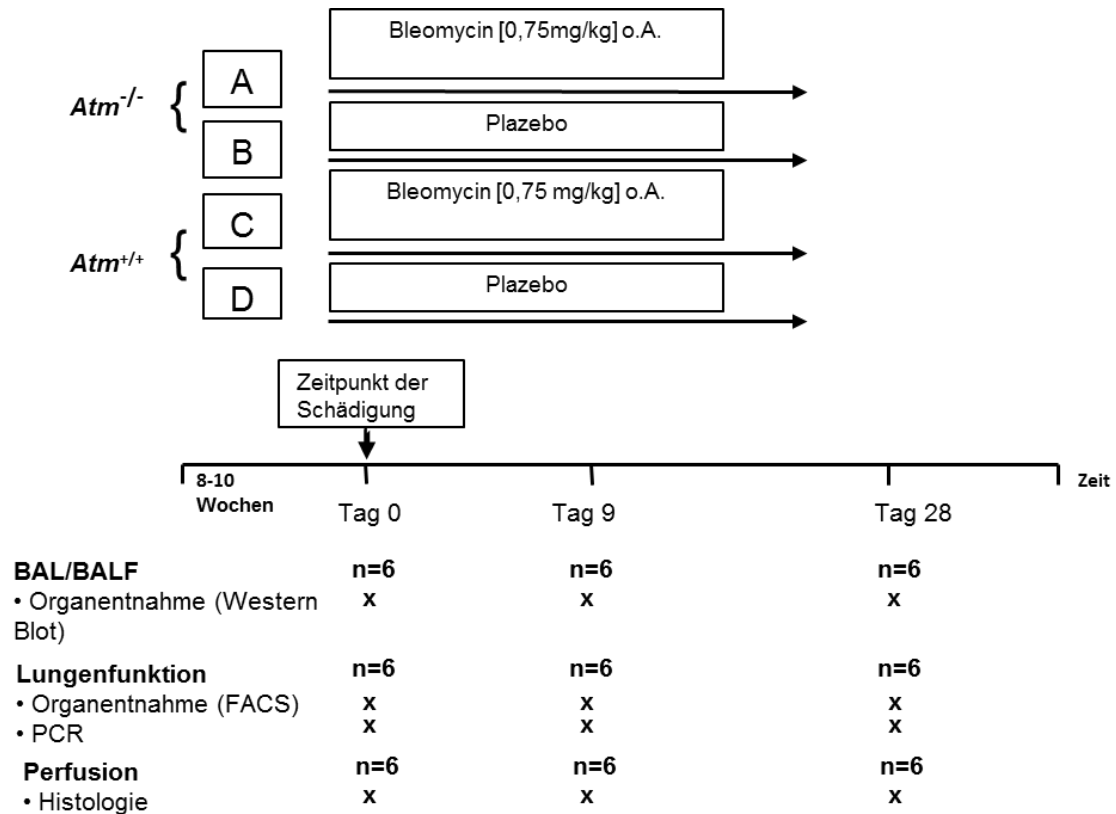 Bleomycin [0,75mg/kg] o.A.
A
Atm-/- {
Plazebo
B
Bleomycin [0,75 mg/kg] o.A.
C
Atm+/+ {
Plazebo
D
Zeitpunkt der
Schädigung
8-10
Wochen
Zeit
Tag 0 Tag 9 Tag 28
BAL/BALF n=6 n=6 n=6
• Organentnahme (Western x x x
Blot)
Lungenfunktion n=6 n=6 n=6
• Organentnahme (FACS) x x x
• PCR x x x
Perfusion n=6 n=6 n=6
• Histologie x x x